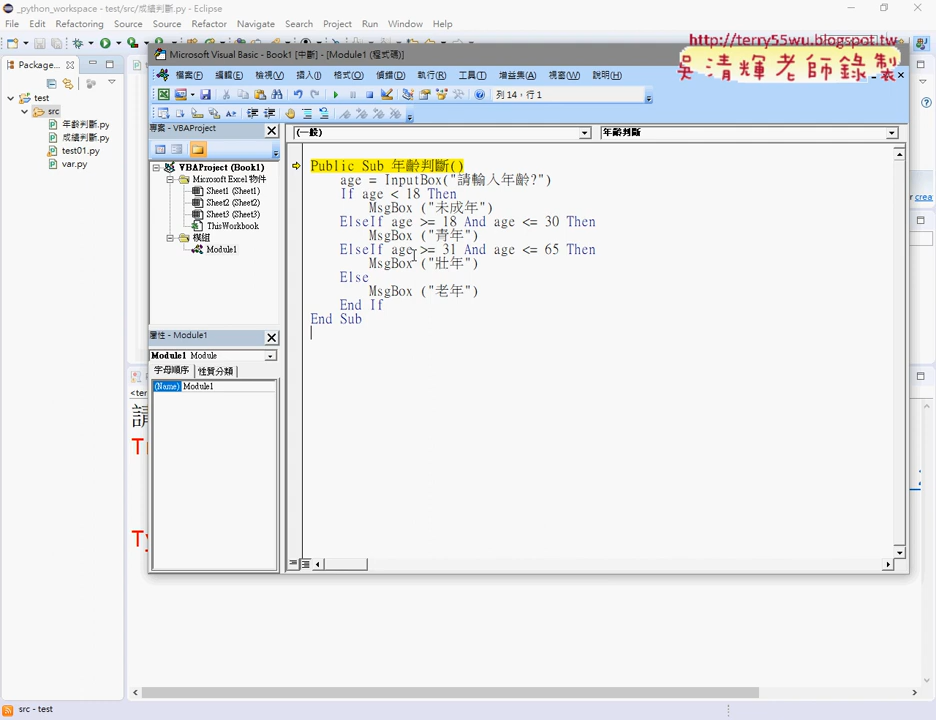 _python_workspace - test/src/成績判斷.py - Eclipse
File Edit Refactoring Source Source Refactor Navigate Search Project Run Window Help
http://terry55wu.blogspot.tw
吳清輝老師錄製
Package...
test
src
年齡判斷.py
成績判斷.py
test01.py
var.py
Microsoft Visual Basic - Book1 [中斷] - [Module1 (程式碼)]
檔案(F) 編輯(E) 檢視(V) 插入(I) 格式(O) 偵錯(D) 執行(R) 工具(T) 增益集(A) 視窗(W) 說明(H)
列 14, 行 1
專案 - VBAProject
VBAProject (Book1)
Microsoft Excel 物件
Sheet1 (Sheet1)
Sheet2 (Sheet2)
Sheet3 (Sheet3)
ThisWorkbook
模組
Module1
屬性 - Module1
Module1 Module
字母順序 性質分類
(Name) Module1
(一般) 年齡判斷
Public Sub 年齡判斷()
age = InputBox("請輸入年齡?")
If age < 18 Then
MsgBox ("未成年")
ElseIf age >= 18 And age <= 30 Then
MsgBox ("青年")
ElseIf age >= 31 And age <= 65 Then
MsgBox ("壯年")
Else
MsgBox ("老年")
End If
End Sub
crea
<ter
src - test